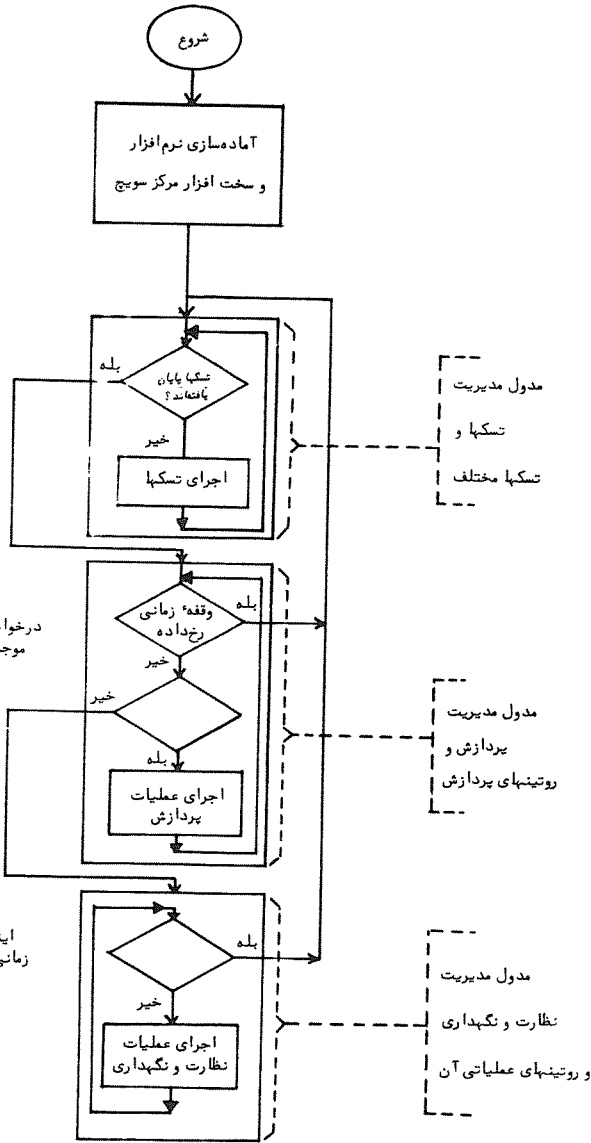 شروع
آماده‌سازی نرم‌افزار
و سخت افزار مرکز سویچ
تسکها پایان
یافته‌اند؟
بله
خیر
اجرای تسکها
مدول مدیریت
تسکها و
تسکها مختلف
وقفهٔ زمانی
رخ‌داده
بله
خیر
خیر
بله
اجرای عملیات
پردازش
مدول مدیریت
پردازش و
روتینهای پردازش
بله
خیر
اجرای عملیات
نظارت و نگهداری
مدول مدیریت
نظارت و نگهداری
و روتینهای عملیاتی آن